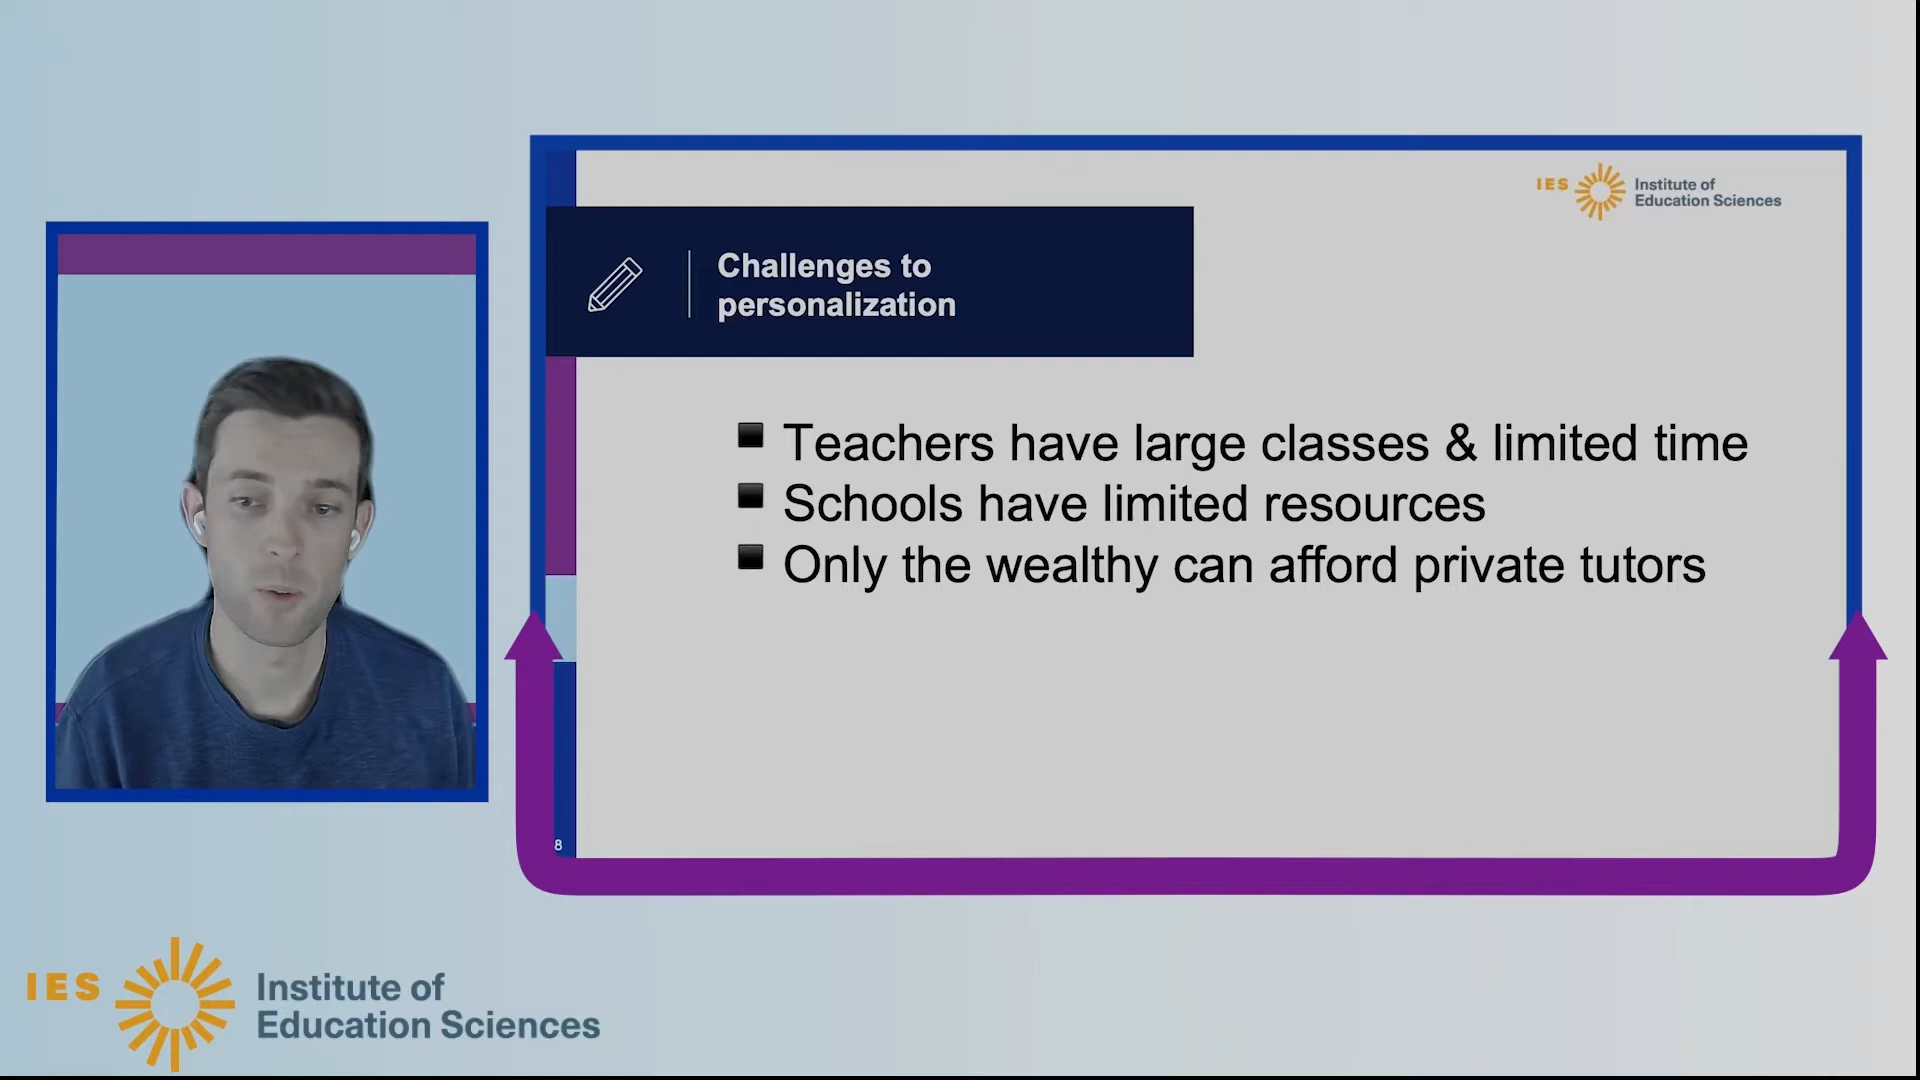 IES
Institute of
Education Sciences
Challenges to
personalization
Teachers have large classes & limited time
Schools have limited resources
Only the wealthy can afford private tutors
8
IES
Institute of
Education Sciences